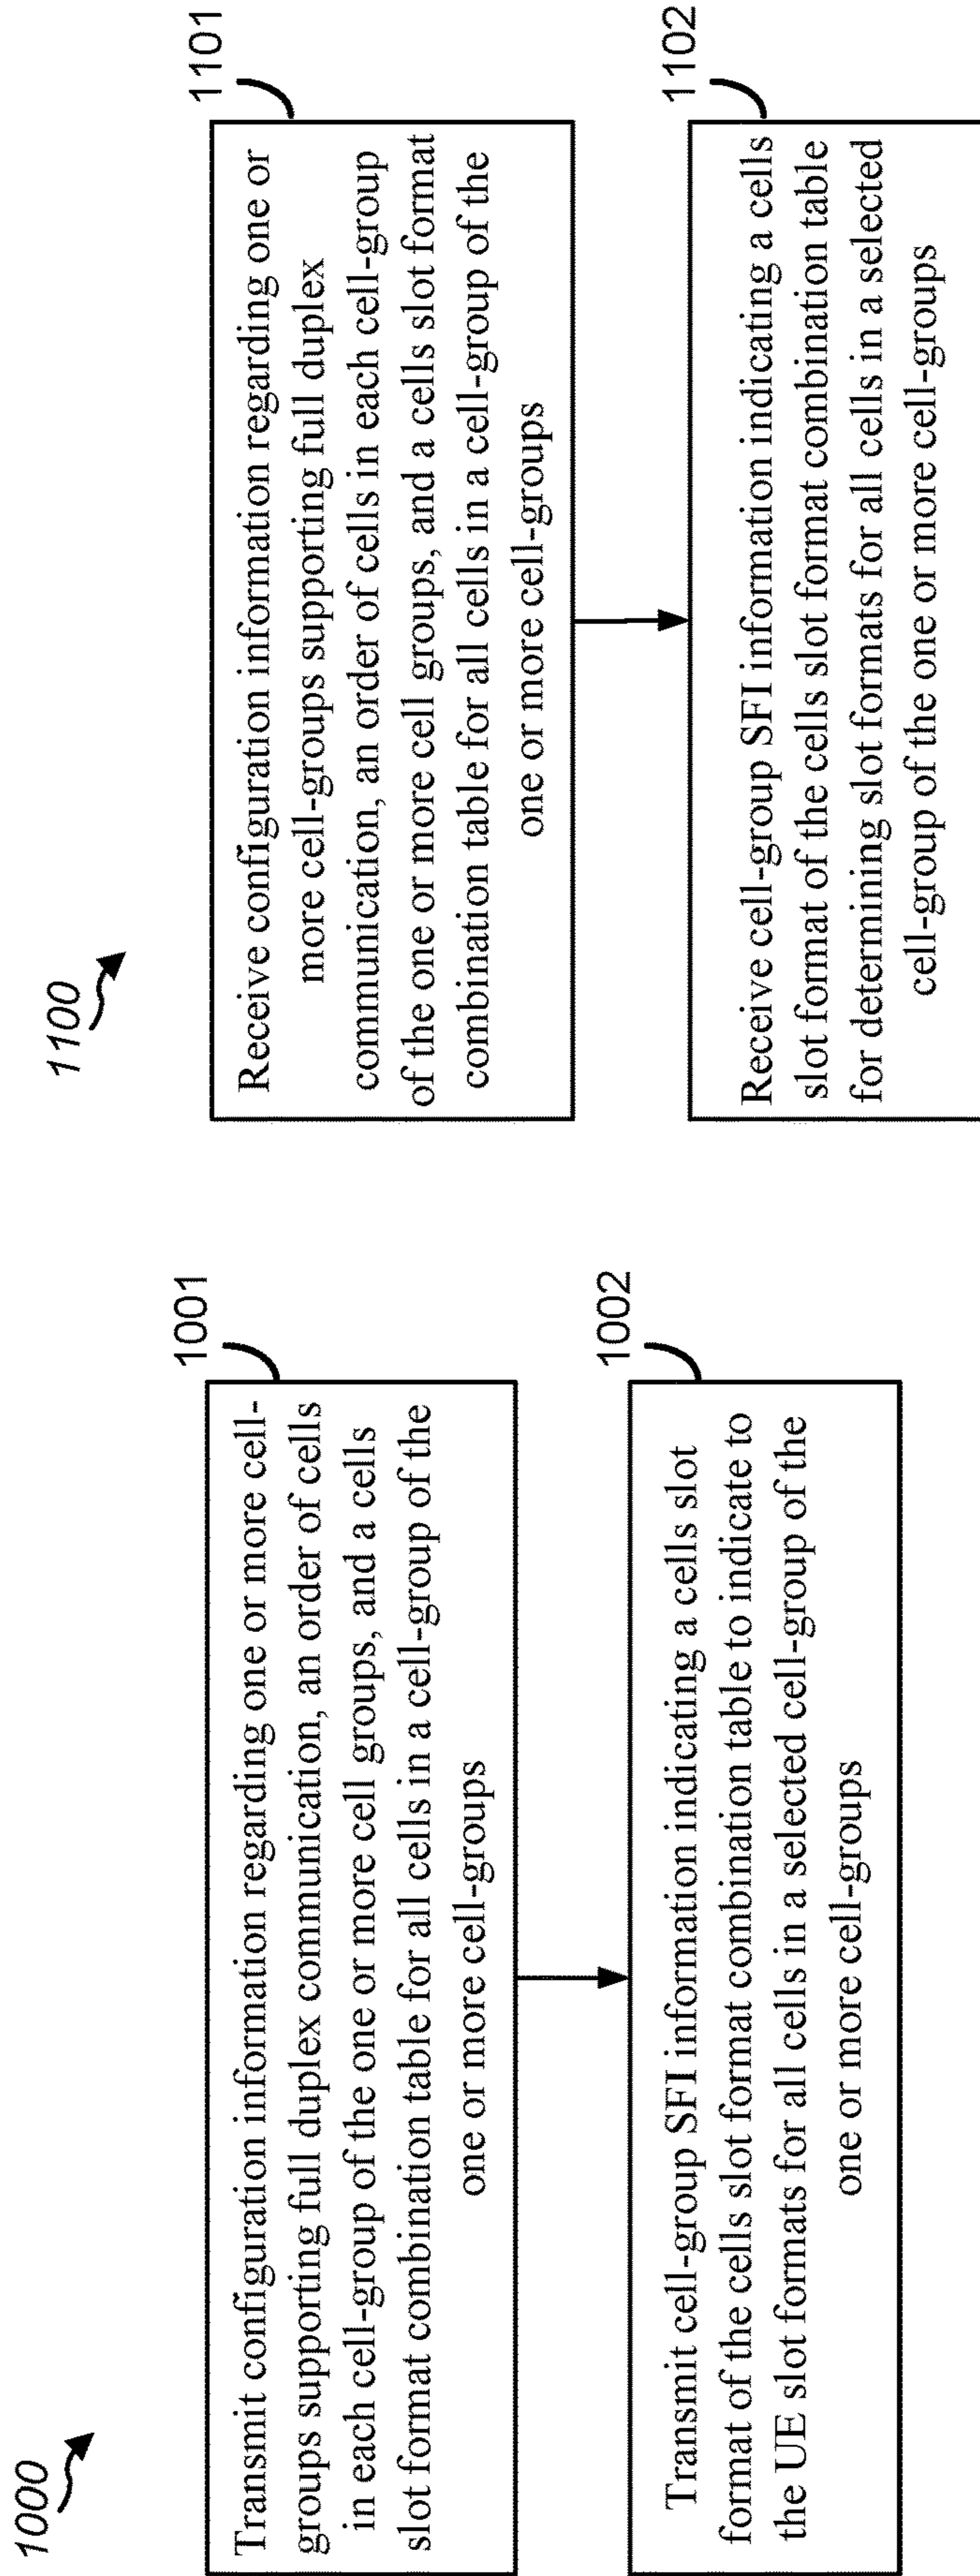 1000
1001
Transmit configuration information regarding one or more cell-
groups supporting full duplex communication, an order of cells
in each cell-group of the one or more cell groups, and a cells
slot format combination table for all cells in a cell-group of the
one or more cell-groups
1002
Transmit cell-group SFI information indicating a cells slot
format of the cells slot format combination table to indicate to
the UE slot formats for all cells in a selected cell-group of the
one or more cell-groups
1100
1101
Receive configuration information regarding one or
more cell-groups supporting full duplex
communication, an order of cells in each cell-group
of the one or more cell groups, and a cells slot format
combination table for all cells in a cell-group of the
one or more cell-groups
1102
Receive cell-group SFI information indicating a cells
slot format of the cells slot format combination table
for determining slot formats for all cells in a selected
cell-group of the one or more cell-groups